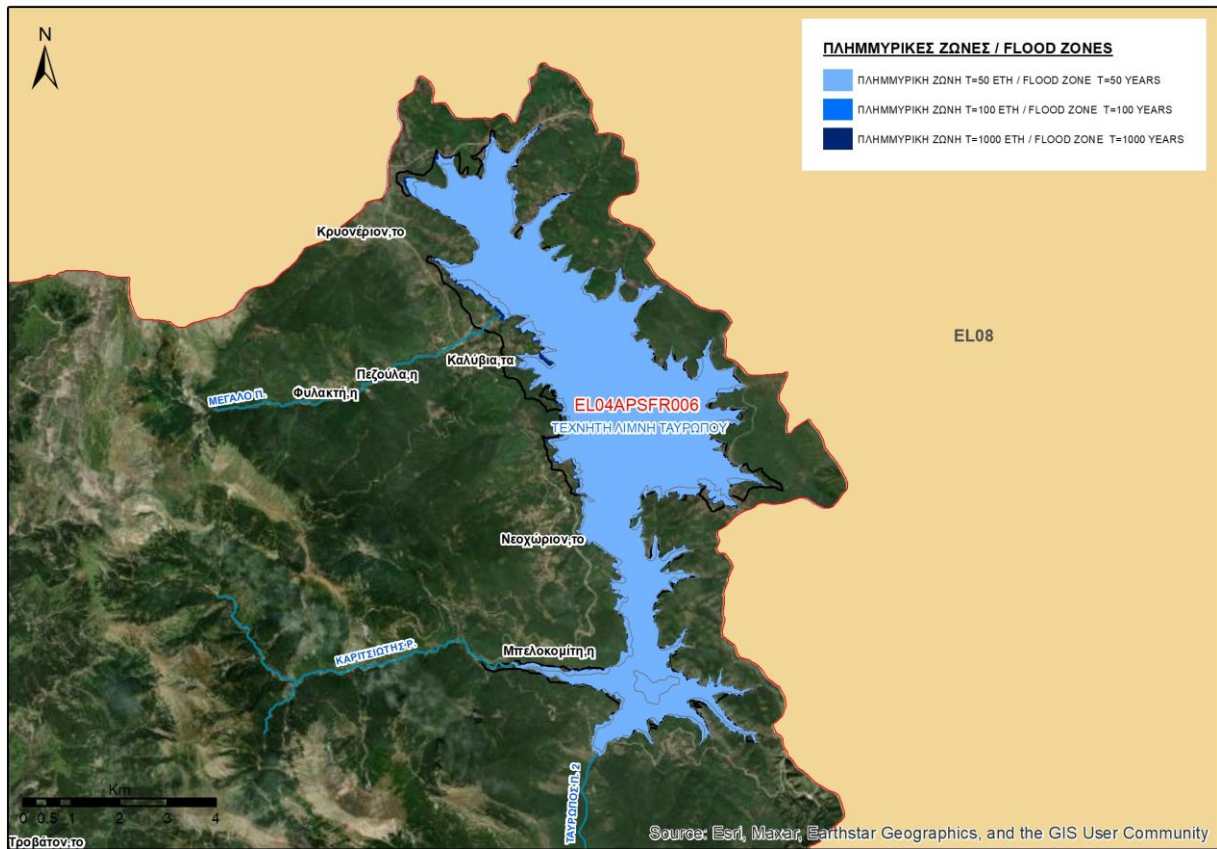 N
ΠΛΗΜΜΥΡΙΚΕΣ ΖΩΝΕΣ / FLOOD ZONES
ΠΛΗΜΜΥΡΙΚΗ ΖΩΝΗ Τ=50 ΕΤΗ / FLOOD ZONE T=50 YEARS
ΠΛΗΜΜΥΡΙΚΗ ΖΩΝΗ Τ=100 ΕΤΗ / FLOOD ZONE T=100 YEARS
ΠΛΗΜΜΥΡΙΚΗ ΖΩΝΗ Τ=1000 ΕΤΗ / FLOOD ZONE T=1000 YEARS
Κρυονέριον,το
EL08
Καλύβια,τα
Πεζούλα,η
Φυλακτή,η
ΜΕΓΑΛΟ Π.
EL04APSFR006
ΤΕΧΝΗΤΗ ΛΙΜΝΗ ΤΑΥΡΩΠΟΥ
Νεοχώριον,το
Μπελοκομίτη,η
ΚΑΡΙΤΣΙΩΤΗΣ Ρ.
ΤΑΥΡΩΠΟΣ Π. 2
Km
0 0.5 1 2 3 4
Τροβάτον,το
Source: Esri, Maxar, Earthstar Geographics, and the GIS User Community